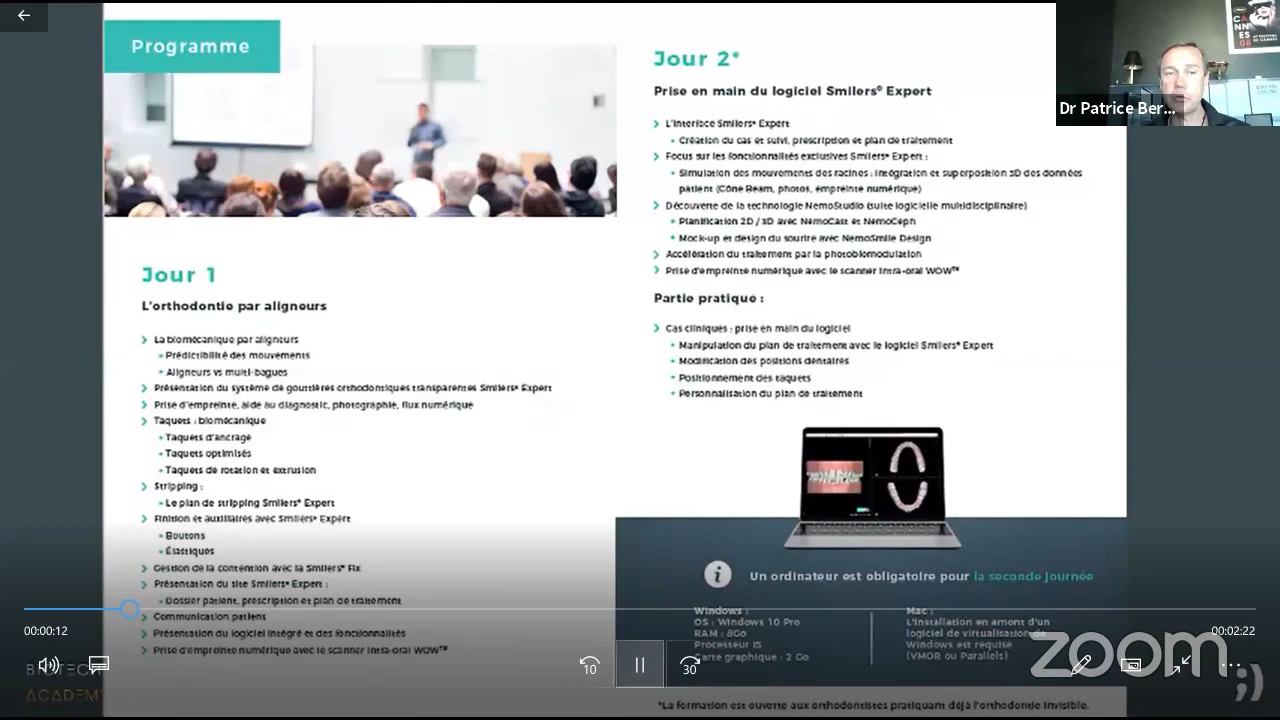 Programme
Jour 1
L'orthodontie par aligneurs
La biomécanique par aligneurs
Prédictibilité des mouvements
Aligneurs vs multi-bagues
Présentation du système de gouttières orthodontiques transparentes Smilers® Expert
Prise d'empreinte, aide au diagnostic, photographie, flux numérique
Taquets : biomécanique
Taquets d'ancrage
Taquets optimisés
Taquets de rotation et extrusion
Stripping :
Le plan de stripping Smilers® Expert
Finition et auxiliaires avec Smilers® Expert
Boutons
Élastiques
Gestion de la contention avec la Smilers® Fix
Présentation du site Smilers® Expert :
Dossier patient, prescription et plan de traitement
Communication patient
Présentation du logiciel intégré et des fonctionnalités
Prise d'empreinte numérique avec le scanner intra-oral WOW™
Jour 2*
Prise en main du logiciel Smilers® Expert
L'interface Smilers® Expert
Création du cas et suivi, prescription et plan de traitement
Focus sur les fonctionnalités exclusives Smilers® Expert :
Simulation des mouvements des racines : intégration et superposition 3D des données
patient (Cône Beam, photos, empreinte numérique)
Découverte de la technologie NemoStudio (suite logicielle multidisciplinaire)
Planification 2D / 3D avec NemoCast et NemoCeph
Mock-up et design du sourire avec NemoSmile Design
Accélération du traitement par la photobiomodulation
Prise d'empreinte numérique avec le scanner intra-oral WOW™
Partie pratique :
Cas cliniques : prise en main du logiciel
Manipulation du plan de traitement avec le logiciel Smilers® Expert
Modification des positions dentaires
Positionnement des taquets
Personnalisation du plan de traitement
Un ordinateur est obligatoire pour la seconde journée
Windows :
OS : Windows 10 Pro
RAM : 8Go
Processeur I5
Carte graphique : 2 Go
Mac :
L'installation en amont d'un
logiciel de virtualisation de
Windows est requise
(VMOR ou Parallels)
*La formation est ouverte aux orthodontistes pratiquant déjà l'orthodontie invisible.
Dr Patrice Ber...
CANNES
00:00:12
00:02:22
10
30
BIOTECH
ACADEMY
zoom